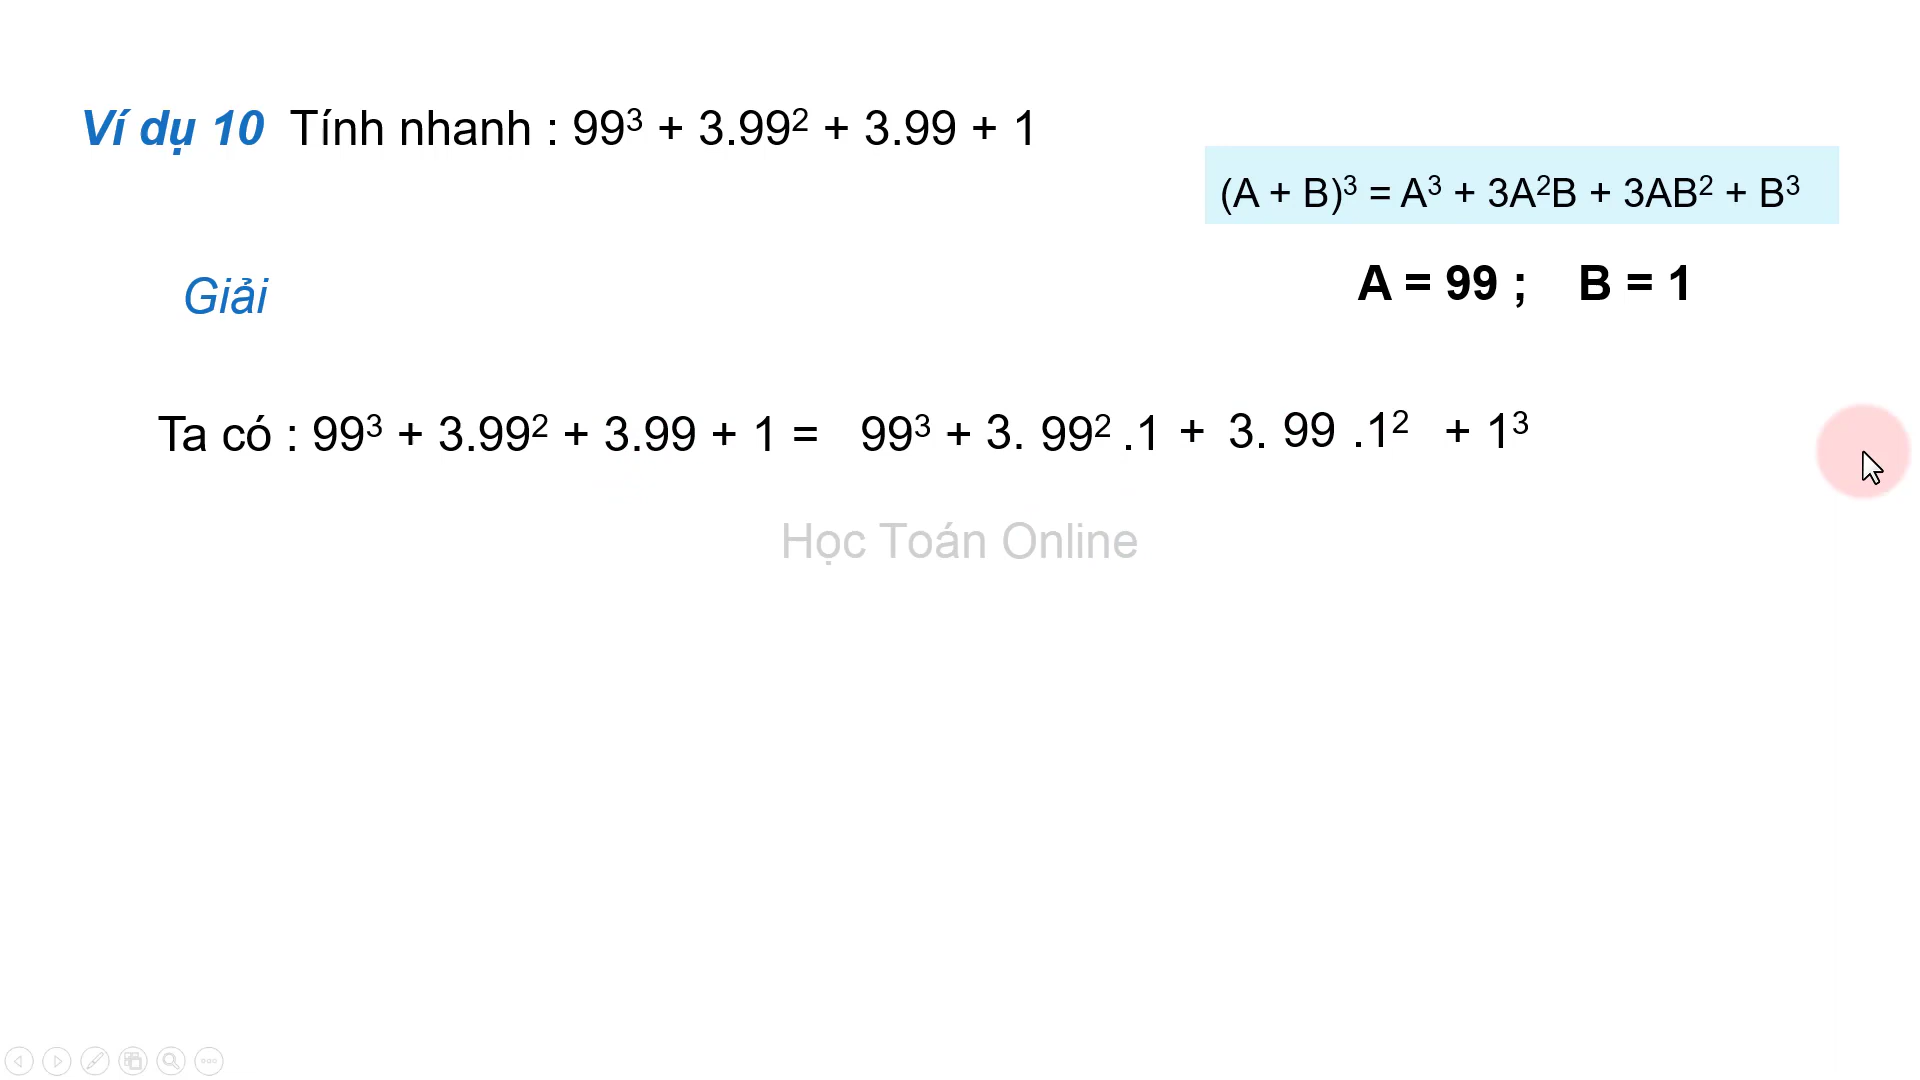 Ví dụ 10 Tính nhanh : 99³ + 3.99² + 3.99 + 1
(A + B)³ = A³ + 3A²B + 3AB² + B³
A = 99 ; B = 1
Giải
Ta có : 99³ + 3.99² + 3.99 + 1 = 99³ + 3. 99² .1 + 3. 99 .1² + 1³
Học Toán Online